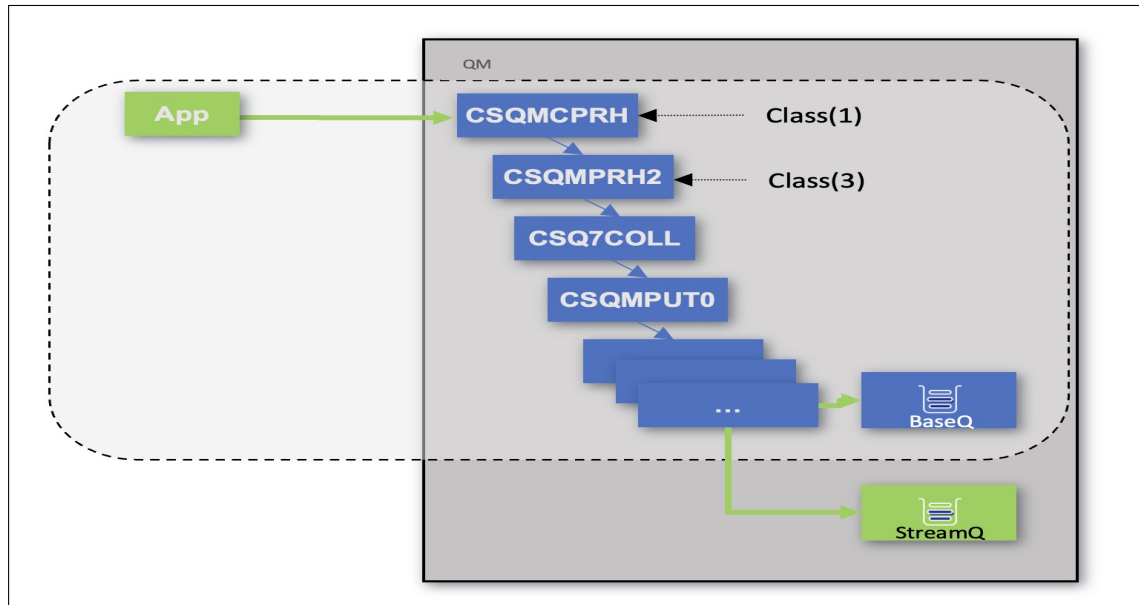 QM
App
CSQMCPRH
Class(1)
CSQMPRH2
Class(3)
CSQ7COLL
CSQMPUT0
...
BaseQ
StreamQ